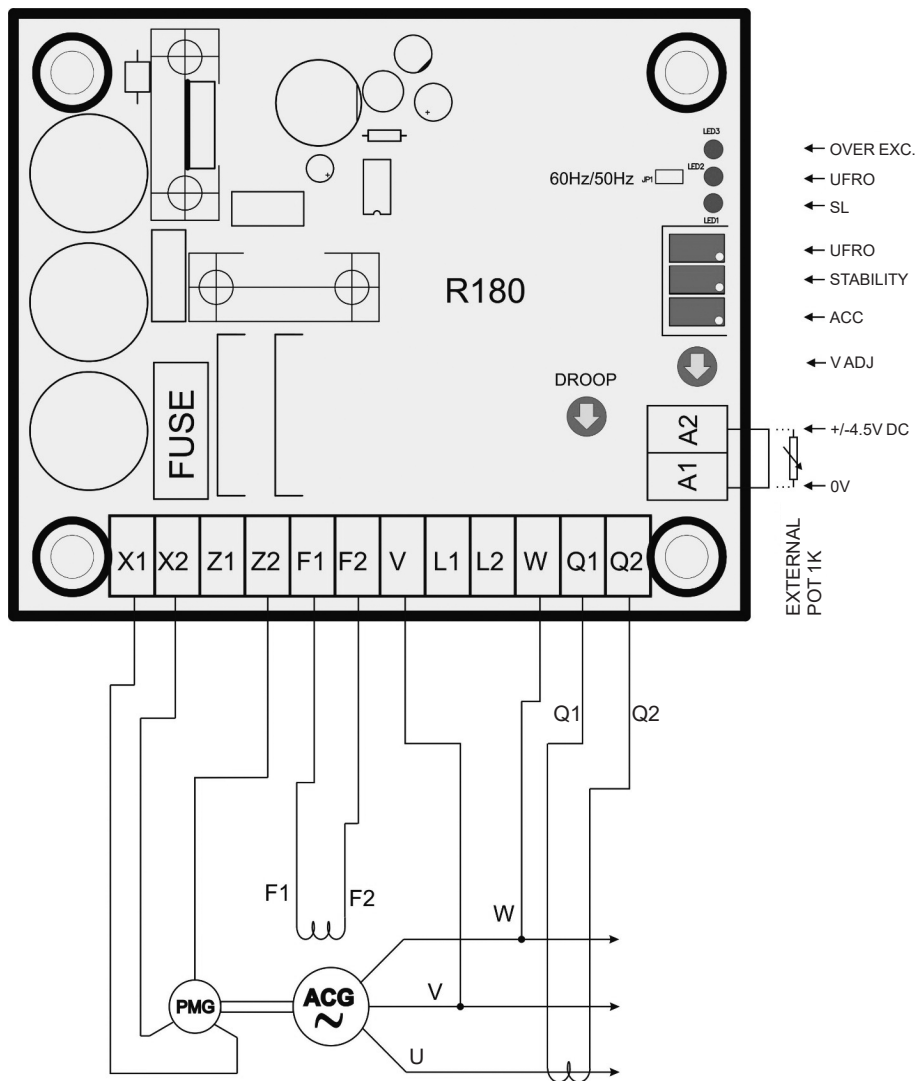 LED3
OVER EXC.
60Hz/50Hz
JP1
LED2
UFRO
SL
LED1
UFRO
STABILITY
R180
ACC
V ADJ
DROOP
FUSE
A2
+/-4.5V DC
A1
0V
EXTERNAL
POT 1K
X1 X2 Z1 Z2 F1 F2 V L1 L2 W Q1 Q2
+
+
Q1 Q2
F1 F2
W
PMG
ACG
~
V
U